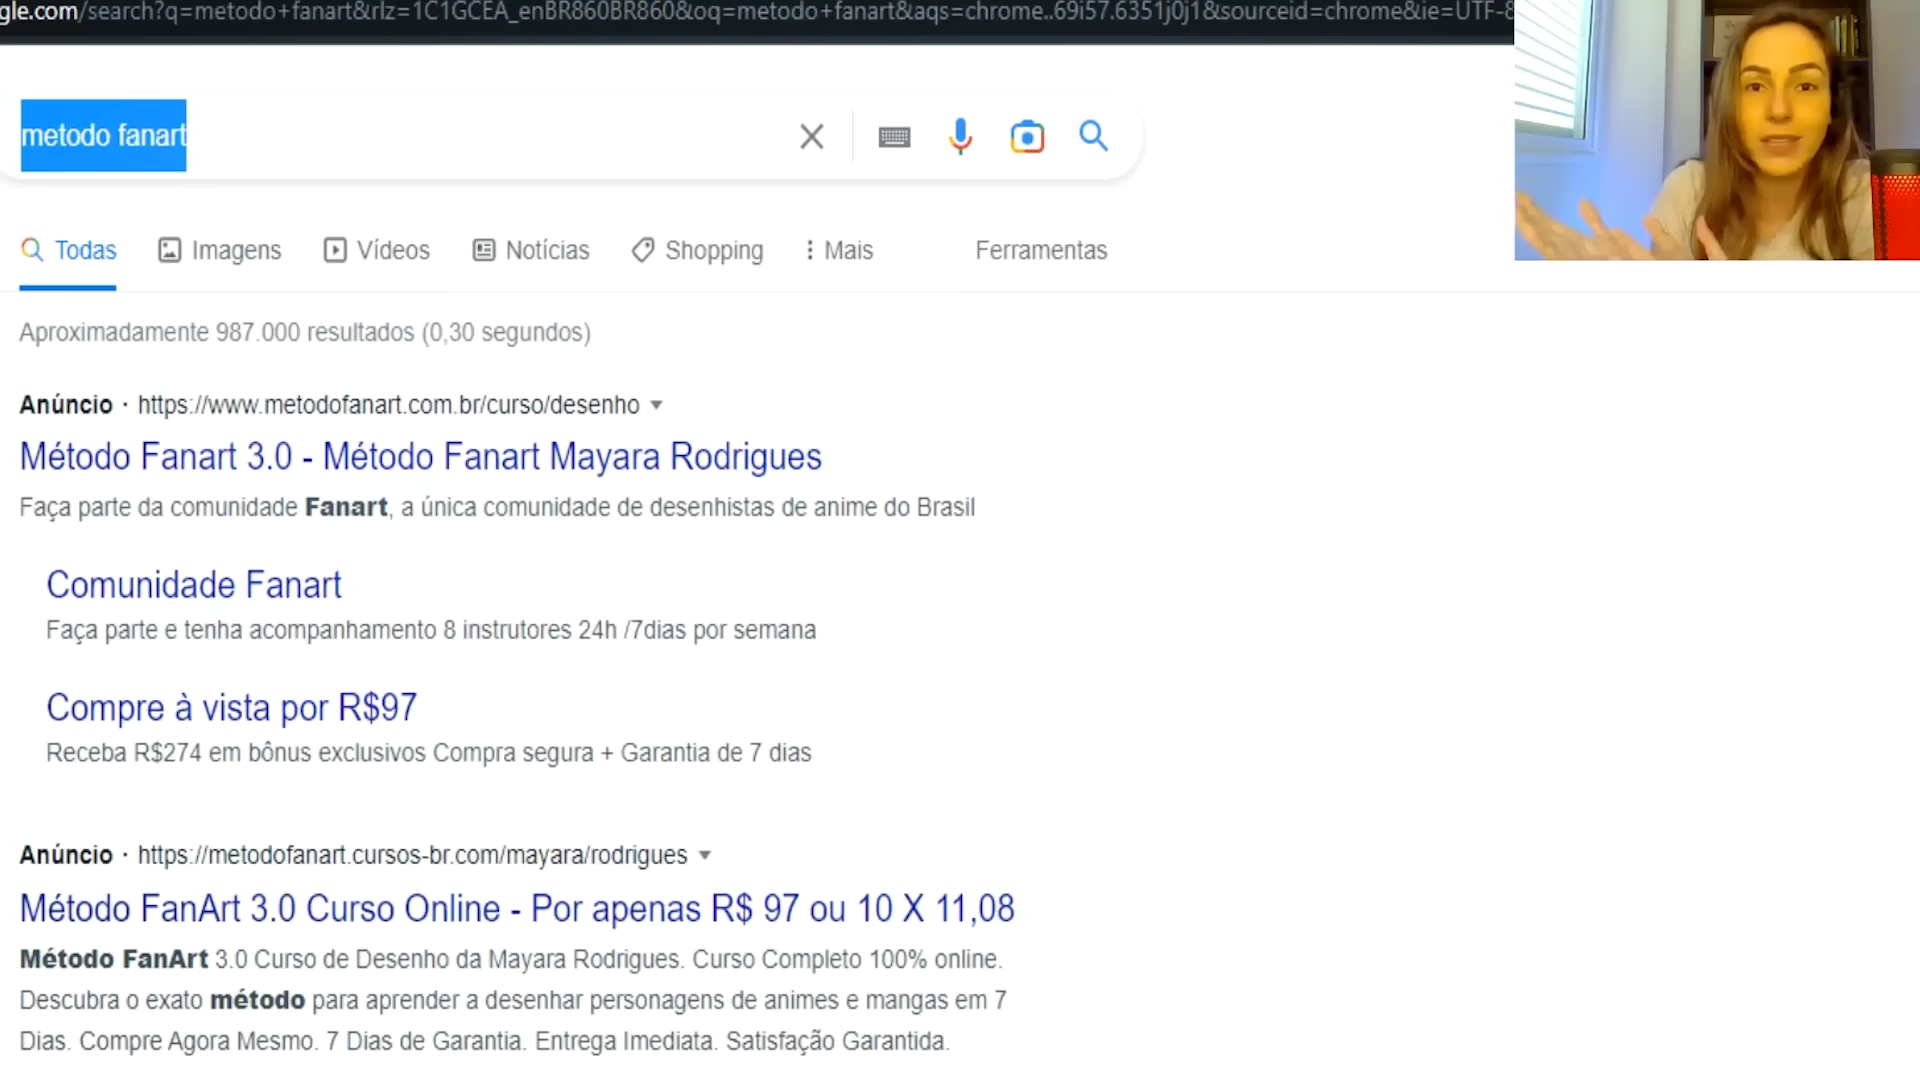 gle.com/search?q=metodo+fanart&rlz=1C1GCEA_enBR860BR860&oq=metodo+fanart&aqs=chrome..69i57.6351j0j1&sourceid=chrome&ie=UTF-8
metodo fanart
Todas Imagens Vídeos Notícias Shopping Mais Ferramentas
Aproximadamente 987.000 resultados (0,30 segundos)
Anúncio · https://www.metodofanart.com.br/curso/desenho
Método Fanart 3.0 - Método Fanart Mayara Rodrigues
Faça parte da comunidade Fanart, a única comunidade de desenhistas de anime do Brasil
Comunidade Fanart
Faça parte e tenha acompanhamento 8 instrutores 24h /7dias por semana
Compre à vista por R$97
Receba R$274 em bônus exclusivos Compra segura + Garantia de 7 dias
Anúncio · https://metodofanart.cursos-br.com/mayara/rodrigues
Método FanArt 3.0 Curso Online - Por apenas R$ 97 ou 10 X 11,08
Método FanArt 3.0 Curso de Desenho da Mayara Rodrigues. Curso Completo 100% online.
Descubra o exato método para aprender a desenhar personagens de animes e mangas em 7
Dias. Compre Agora Mesmo. 7 Dias de Garantia. Entrega Imediata. Satisfação Garantida.